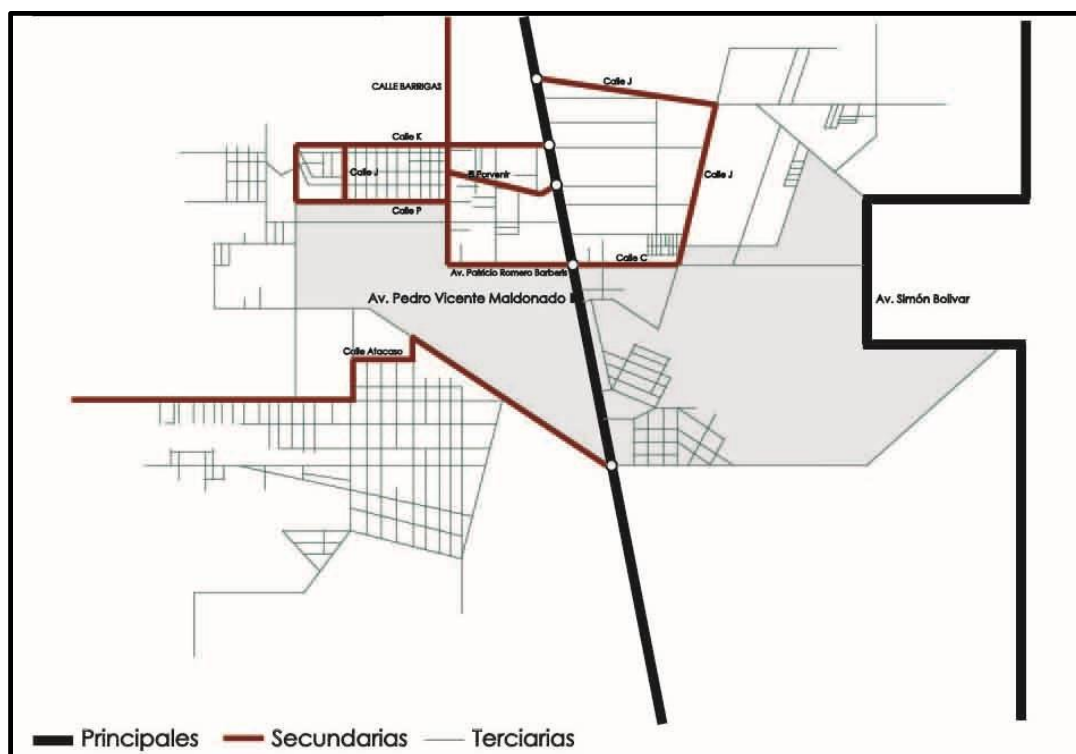 Calle J
CALLE BARRIGAS
Calle K
Calle J
El Porvenir
Calle J
Calle P
Calle C
Av. Patricio Romero Barberis
Av. Pedro Vicente Maldonado
Av. Simón Bolivar
Calle Atacaso
Principales
Secundarias
Terciarias